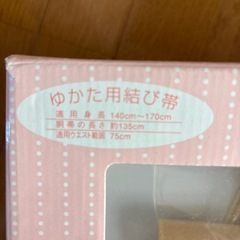 ゆかた用結び帯
適用身長 140cm～170cm
胴帯の長さ 約135cm
適用ウエスト範囲 75cm